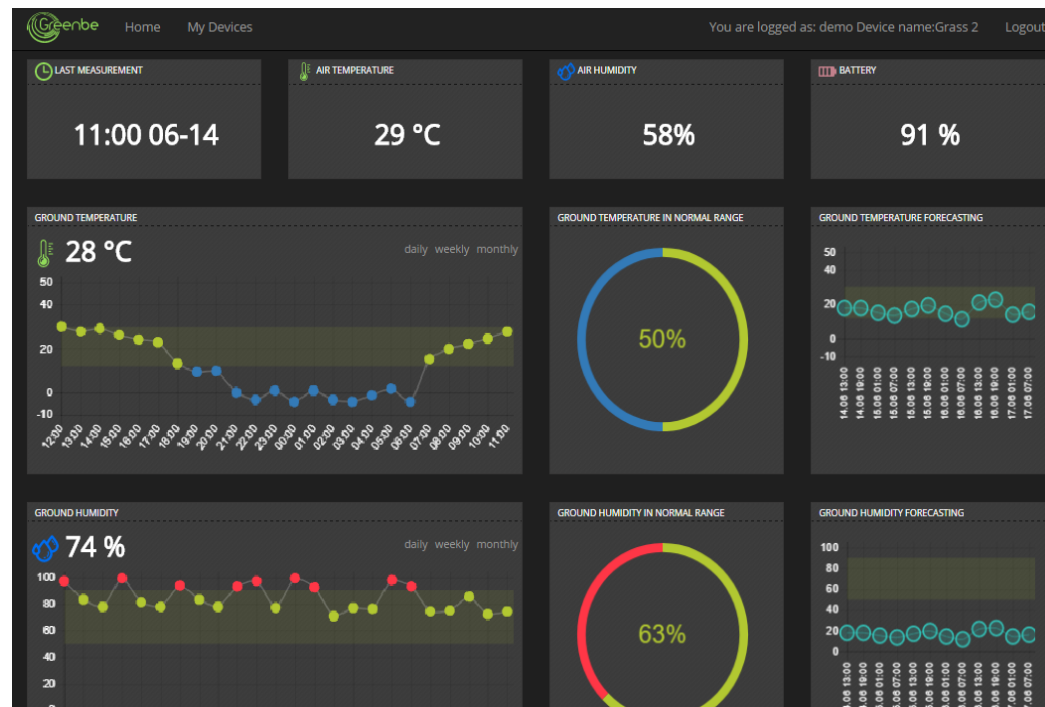 Greenbe Home My Devices You are logged as: demo Device name:Grass 2 Logout
LAST MEASUREMENT
11:00 06-14
AIR TEMPERATURE
29 °C
AIR HUMIDITY
58%
BATTERY
91 %
GROUND TEMPERATURE
28 °C
daily weekly monthly
50
40
20
0
-10
12:00 13:00 14:00 15:00 16:00 17:00 18:00 19:00 20:00 21:00 22:00 23:00 00:00 01:00 02:00 03:00 04:00 05:00 06:00 07:00 08:00 09:00 10:00 11:00
GROUND TEMPERATURE IN NORMAL RANGE
50%
GROUND TEMPERATURE FORECASTING
50
40
20
0
-10
14.06 13:00
14.06 19:00
15.06 01:00
15.06 07:00
15.06 13:00
15.06 19:00
16.06 01:00
16.06 07:00
16.06 13:00
16.06 19:00
17.06 01:00
17.06 07:00
GROUND HUMIDITY
74 %
daily weekly monthly
100
80
60
40
20
GROUND HUMIDITY IN NORMAL RANGE
63%
GROUND HUMIDITY FORECASTING
100
80
60
40
20
0